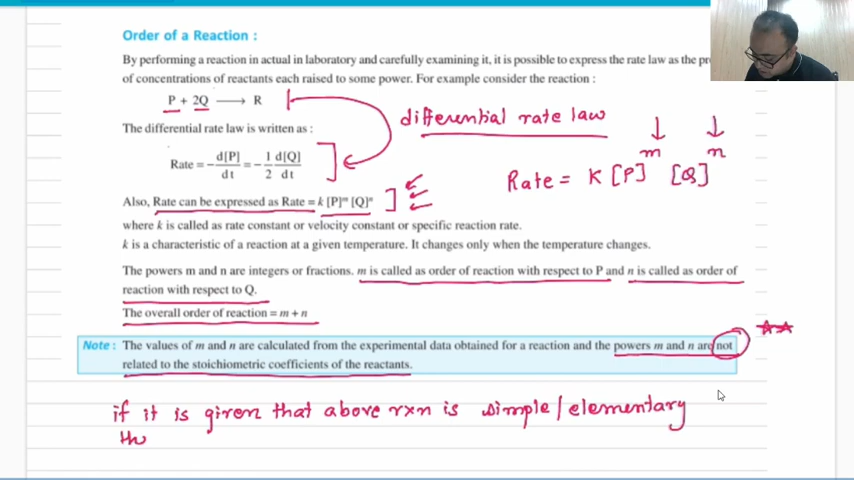 Order of a Reaction :
By performing a reaction in actual in laboratory and carefully examining it, it is possible to express the rate law as the
of concentrations of reactants each raised to some power. For example consider the reaction :
P + 2Q ⟶ R
differential rate law
The differential rate law is written as :
Rate = − d[P]/dt = − 1/2 d[Q]/dt
Rate = K [P]^m [Q]^n
Also, Rate can be expressed as Rate = k [P]^m [Q]^n
where k is called as rate constant or velocity constant or specific reaction rate.
k is a characteristic of a reaction at a given temperature. It changes only when the temperature changes.
The powers m and n are integers or fractions. m is called as order of reaction with respect to P and n is called as order of
reaction with respect to Q.
The overall order of reaction = m + n
Note : The values of m and n are calculated from the experimental data obtained for a reaction and the powers m and n are not
related to the stoichiometric coefficients of the reactants.
if it is given that above rxn is simple/elementary
th